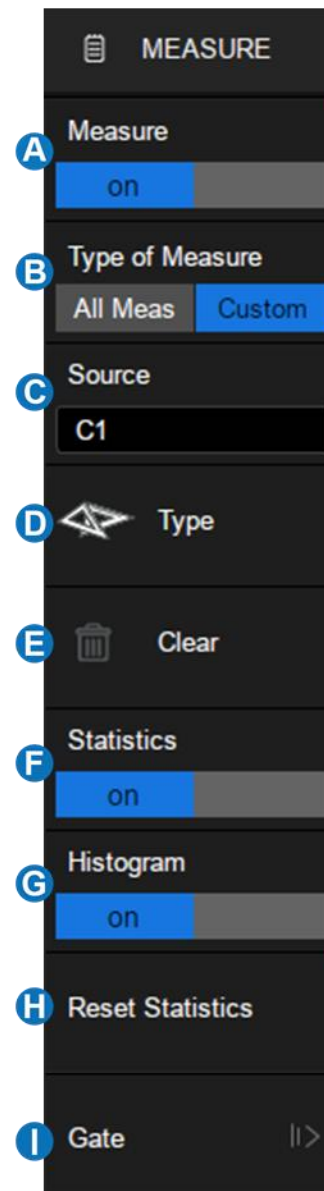 MEASURE
A
Measure
on
B
Type of Measure
All Meas Custom
C
Source
C1
D
Type
E
Clear
F
Statistics
on
G
Histogram
on
H
Reset Statistics
I
Gate